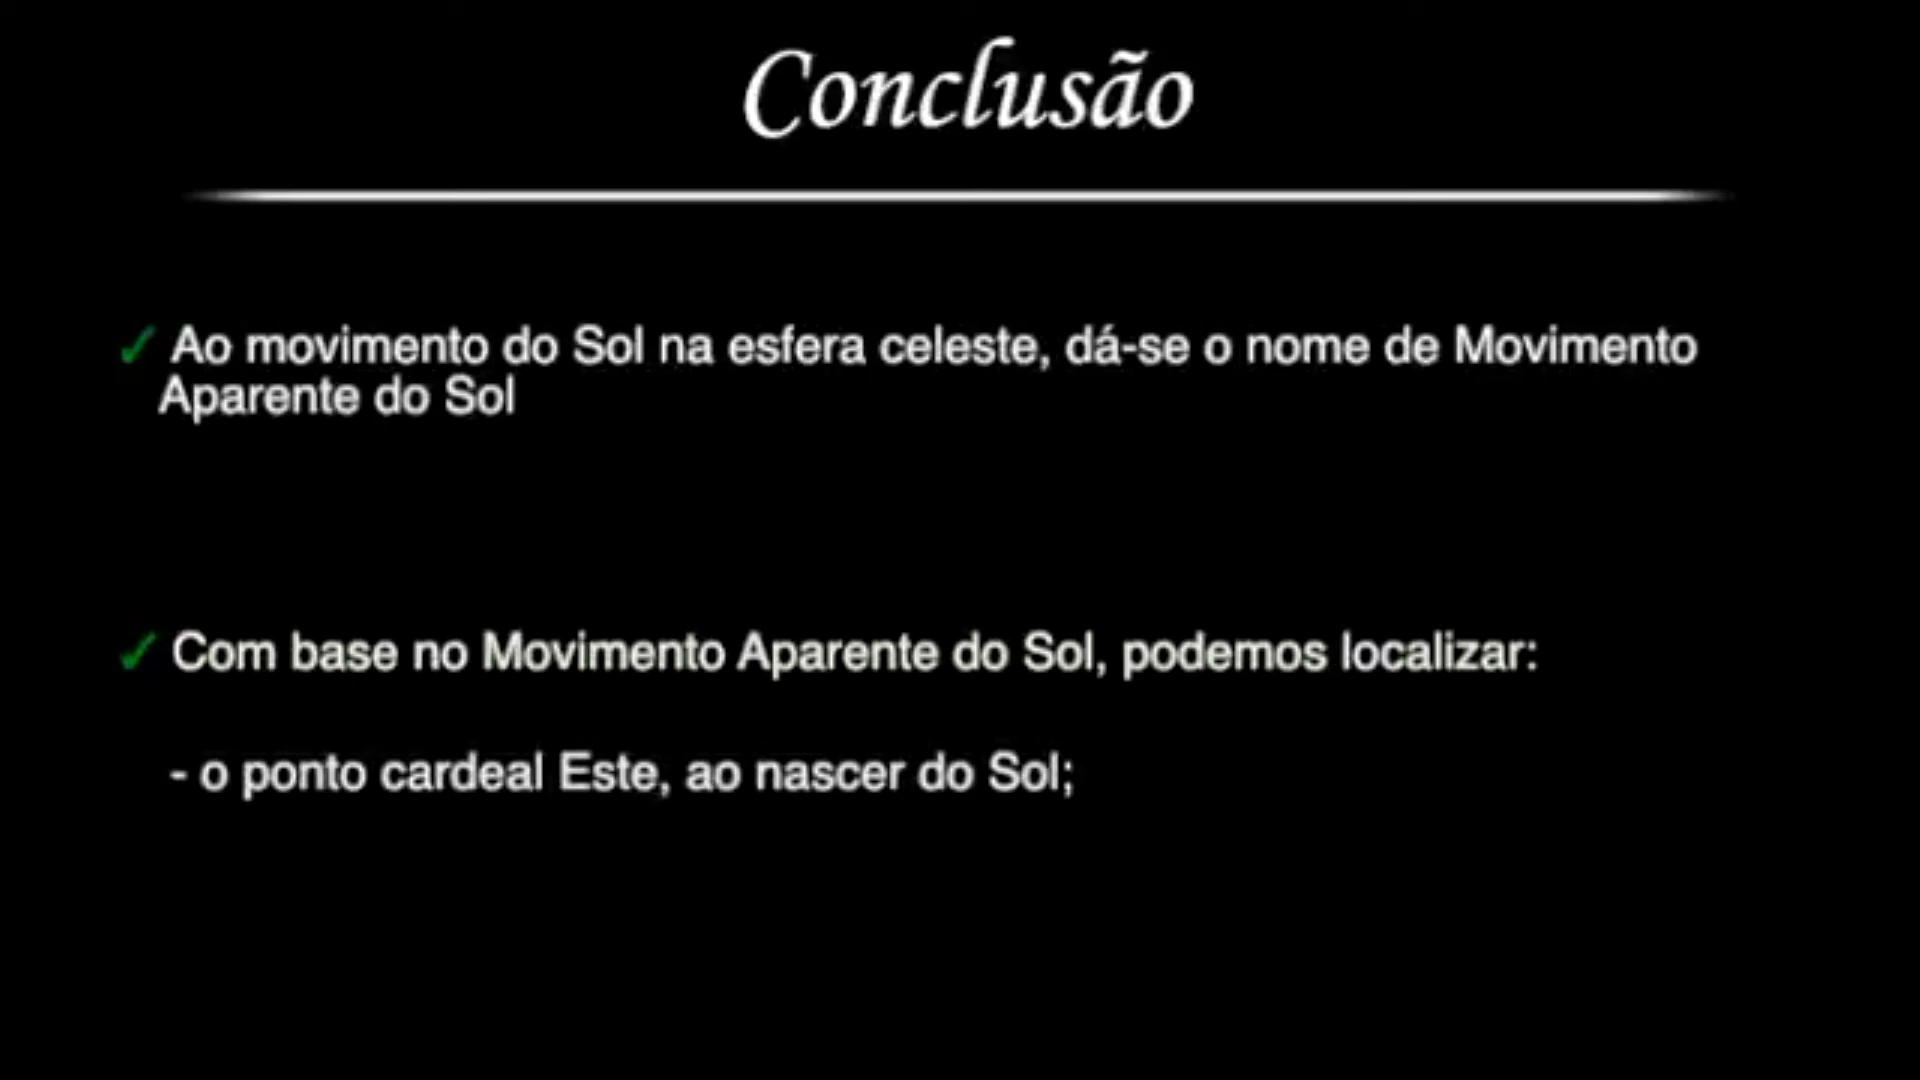 Conclusão
✓ Ao movimento do Sol na esfera celeste, dá-se o nome de Movimento
Aparente do Sol
✓ Com base no Movimento Aparente do Sol, podemos localizar:
- o ponto cardeal Este, ao nascer do Sol;